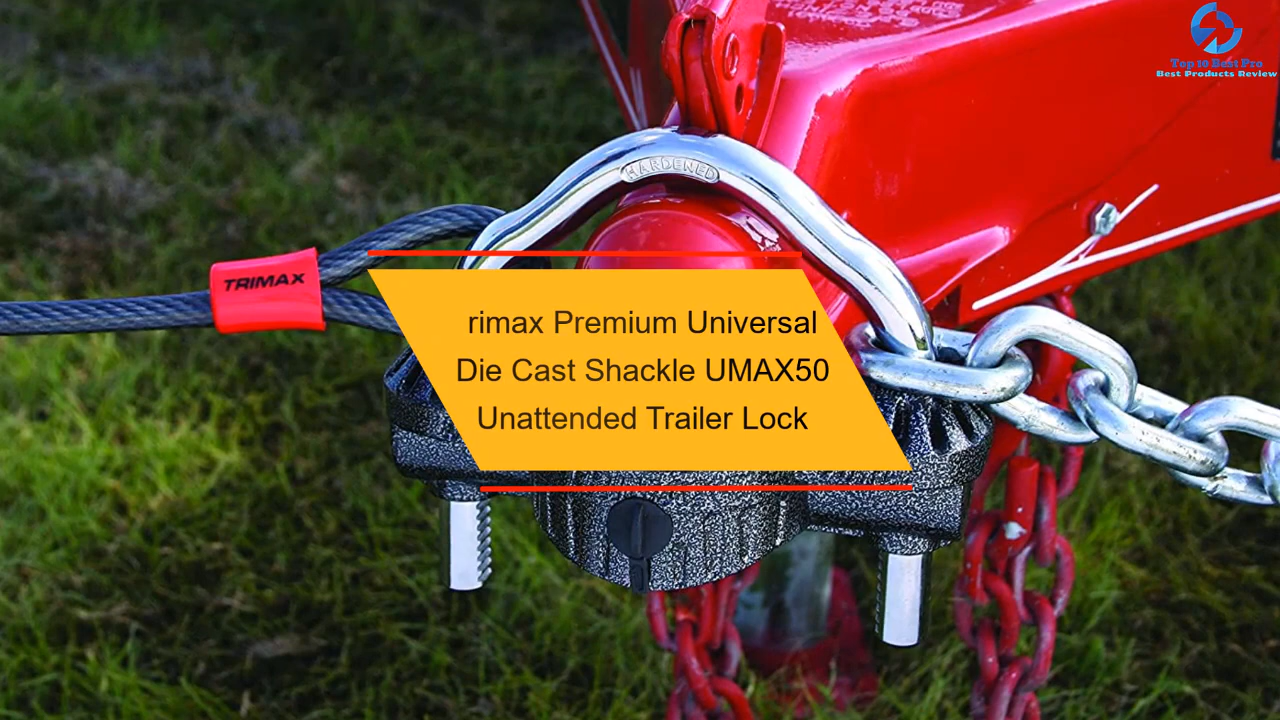 Top 10 Best Pro
Best Products Review
HARDENED
TRIMAX
rimax Premium Universal
Die Cast Shackle UMAX50
Unattended Trailer Lock